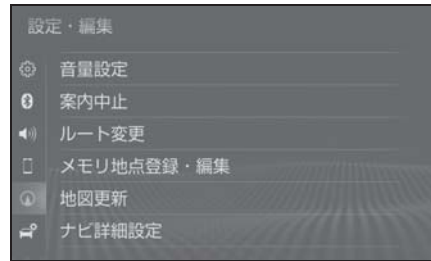 設定・編集
音量設定
案内中止
ルート変更
メモリ地点登録・編集
地図更新
ナビ詳細設定